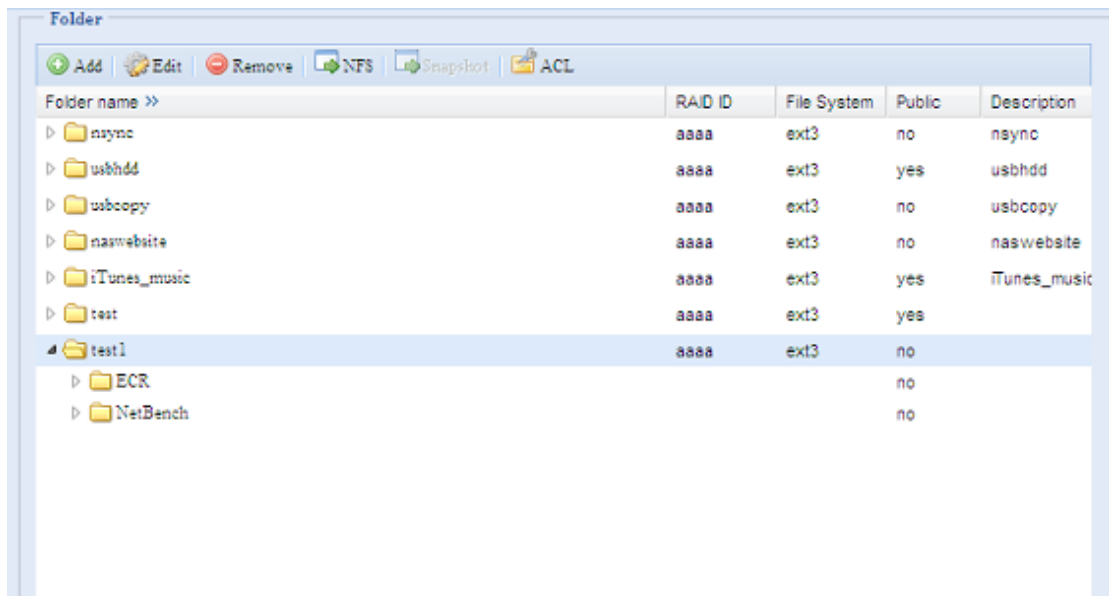 Folder
Add Edit Remove NFS Snapshot ACL
Folder name » RAID ID File System Public Description
nsync aaaa ext3 no nsync
usbhdd aaaa ext3 yes usbhdd
usbcopy aaaa ext3 no usbcopy
naswebsite aaaa ext3 no naswebsite
iTunes_music aaaa ext3 yes iTunes_music
test aaaa ext3 yes
test1 aaaa ext3 no
ECR no
NetBench no